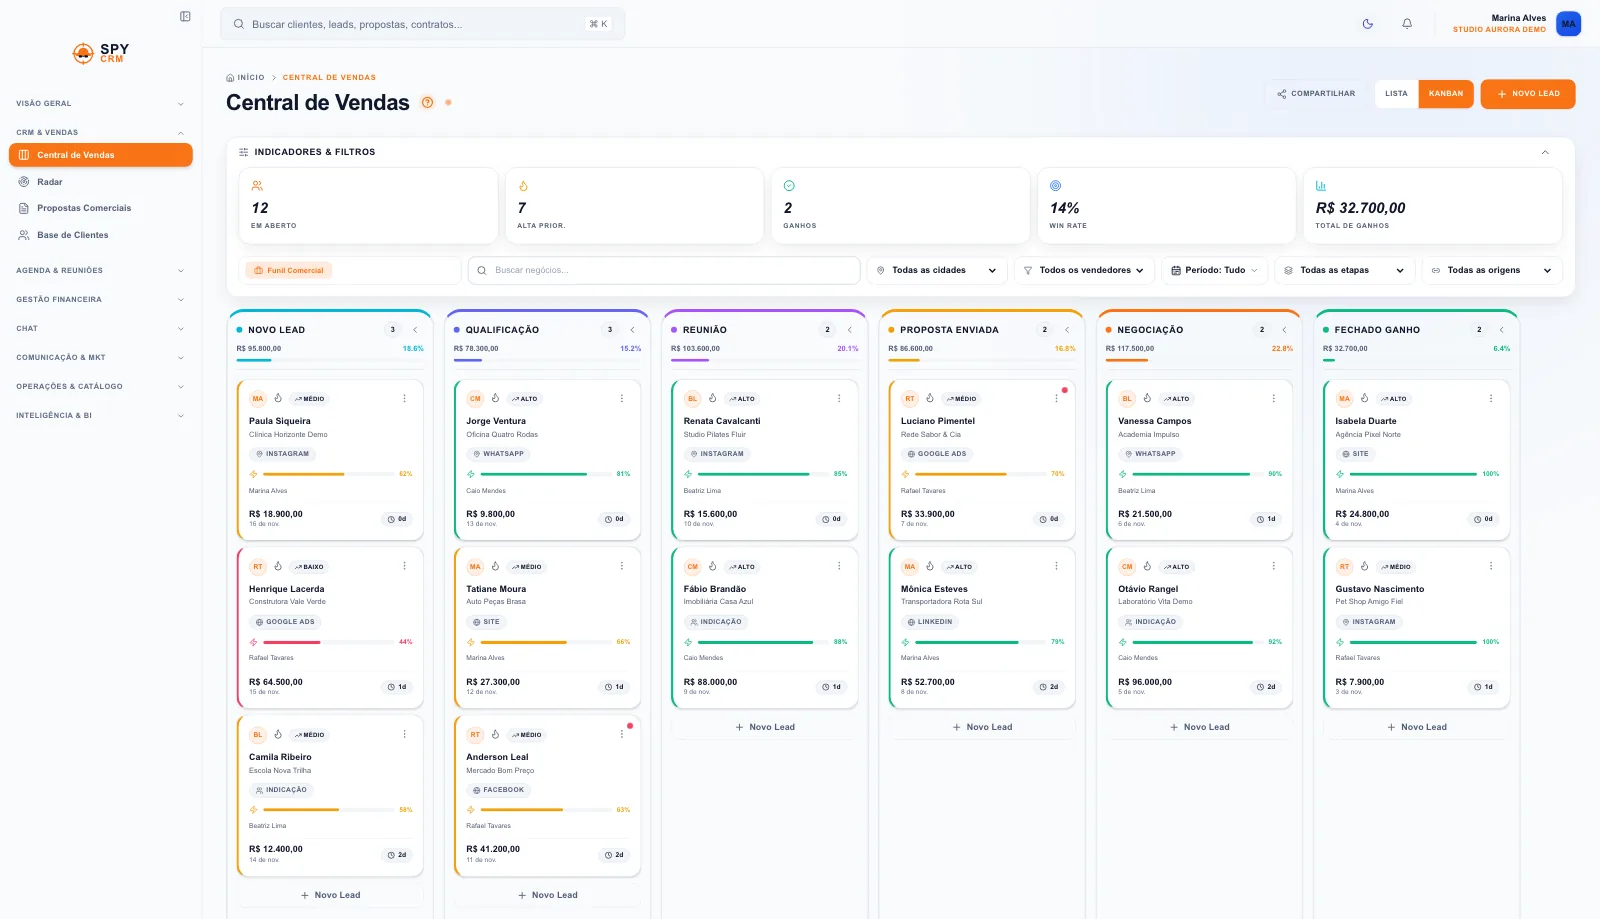 SPY
CRM
Buscar clientes, leads, propostas, contratos...
⌘ K
Marina Alves
STUDIO AURORA DEMO
MA
VISÃO GERAL
CRM & VENDAS
Central de Vendas
Radar
Propostas Comerciais
Base de Clientes
AGENDA & REUNIÕES
GESTÃO FINANCEIRA
CHAT
COMUNICAÇÃO & MKT
OPERAÇÕES & CATÁLOGO
INTELIGÊNCIA & BI
INÍCIO > CENTRAL DE VENDAS
Central de Vendas
COMPARTILHAR
LISTA
KANBAN
+ NOVO LEAD
INDICADORES & FILTROS
12
EM ABERTO
7
ALTA PRIOR.
2
GANHOS
14%
WIN RATE
R$ 32.700,00
TOTAL DE GANHOS
Funil Comercial
Buscar negócios...
Todas as cidades
Todos os vendedores
Período: Tudo
Todas as etapas
Todas as origens
NOVO LEAD 3
R$ 95.800,00 18.6%
MA MÉDIO
Paula Siqueira
Clínica Horizonte Demo
INSTAGRAM
62%
Marina Alves
R$ 18.900,00
16 de nov.
0d
RT BAIXO
Henrique Lacerda
Construtora Vale Verde
GOOGLE ADS
44%
Rafael Tavares
R$ 64.500,00
15 de nov.
1d
BL MÉDIO
Camila Ribeiro
Escola Nova Trilha
INDICAÇÃO
58%
Beatriz Lima
R$ 12.400,00
14 de nov.
2d
+ Novo Lead
QUALIFICAÇÃO 3
R$ 78.300,00 15.2%
CM ALTO
Jorge Ventura
Oficina Quatro Rodas
WHATSAPP
81%
Caio Mendes
R$ 9.800,00
13 de nov.
0d
MA MÉDIO
Tatiane Moura
Auto Peças Brasa
SITE
66%
Marina Alves
R$ 27.300,00
12 de nov.
1d
RT MÉDIO
Anderson Leal
Mercado Bom Preço
FACEBOOK
63%
Rafael Tavares
R$ 41.200,00
11 de nov.
2d
+ Novo Lead
REUNIÃO 2
R$ 103.600,00 20.1%
BL ALTO
Renata Cavalcanti
Studio Pilates Fluir
INSTAGRAM
85%
Beatriz Lima
R$ 15.600,00
10 de nov.
0d
CM ALTO
Fábio Brandão
Imobiliária Casa Azul
INDICAÇÃO
88%
Caio Mendes
R$ 88.000,00
9 de nov.
1d
+ Novo Lead
PROPOSTA ENVIADA 2
R$ 86.600,00 16.8%
RT MÉDIO
Luciano Pimentel
Rede Sabor & Cia
GOOGLE ADS
70%
Rafael Tavares
R$ 33.900,00
7 de nov.
0d
MA ALTO
Mônica Esteves
Transportadora Rota Sul
LINKEDIN
79%
Marina Alves
R$ 52.700,00
8 de nov.
2d
+ Novo Lead
NEGOCIAÇÃO 2
R$ 117.500,00 22.8%
BL ALTO
Vanessa Campos
Academia Impulso
WHATSAPP
90%
Beatriz Lima
R$ 21.500,00
6 de nov.
1d
CM ALTO
Otávio Rangel
Laboratório Vita Demo
INDICAÇÃO
92%
Caio Mendes
R$ 96.000,00
5 de nov.
2d
+ Novo Lead
FECHADO GANHO 2
R$ 32.700,00 6.4%
MA ALTO
Isabela Duarte
Agência Pixel Norte
SITE
100%
Marina Alves
R$ 24.800,00
4 de nov.
0d
RT MÉDIO
Gustavo Nascimento
Pet Shop Amigo Fiel
INSTAGRAM
100%
Rafael Tavares
R$ 7.900,00
3 de nov.
1d
+ Novo Lead